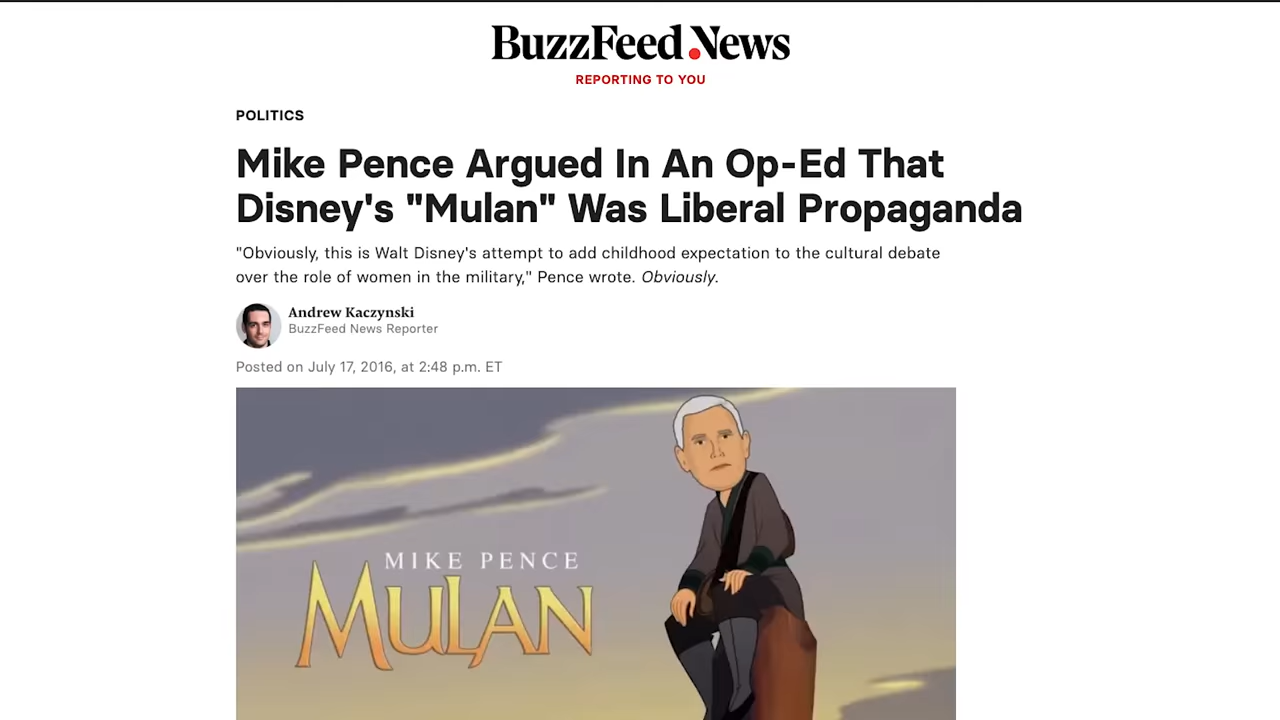 BuzzFeed News
REPORTING TO YOU
POLITICS
Mike Pence Argued In An Op-Ed That
Disney's "Mulan" Was Liberal Propaganda
"Obviously, this is Walt Disney's attempt to add childhood expectation to the cultural debate
over the role of women in the military," Pence wrote. Obviously.
Andrew Kaczynski
BuzzFeed News Reporter
Posted on July 17, 2016, at 2:48 p.m. ET
MIKE PENCE
MULAN